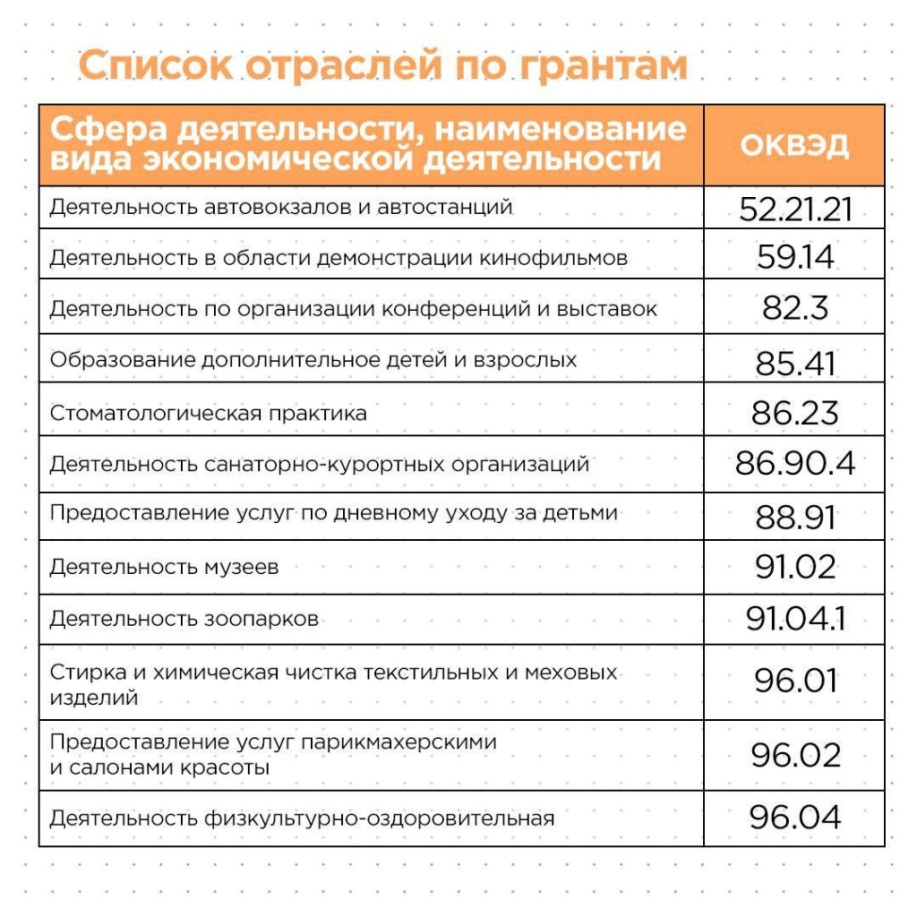 Список отраслей по грантам
Сфера деятельности, наименование
вида экономической деятельности
ОКВЭД
Деятельность автовокзалов и автостанций 52.21.21
Деятельность в области демонстрации кинофильмов 59.14
Деятельность по организации конференций и выставок 82.3
Образование дополнительное детей и взрослых 85.41
Стоматологическая практика 86.23
Деятельность санаторно-курортных организаций 86.90.4
Предоставление услуг по дневному уходу за детьми 88.91
Деятельность музеев 91.02
Деятельность зоопарков 91.04.1
Стирка и химическая чистка текстильных и меховых
изделий
96.01
Предоставление услуг парикмахерскими
и салонами красоты
96.02
Деятельность физкультурно-оздоровительная 96.04